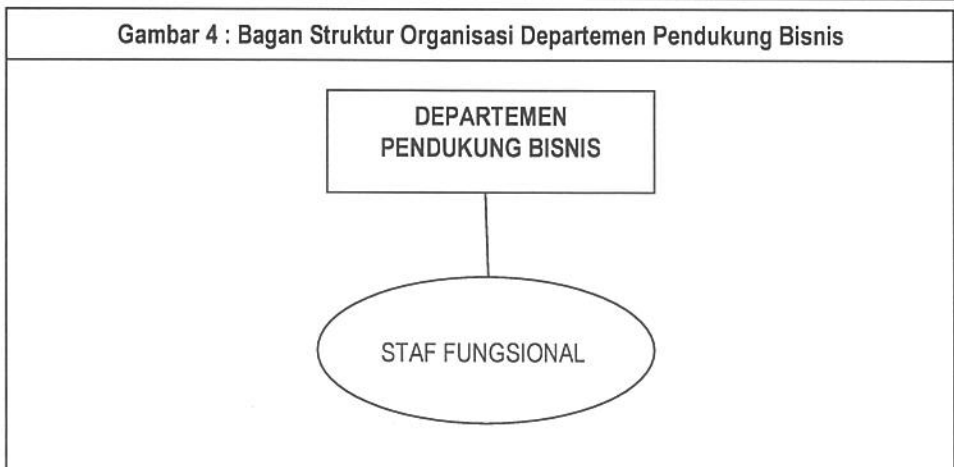 Gambar 4 : Bagan Struktur Organisasi Departemen Pendukung Bisnis
DEPARTEMEN
PENDUKUNG BISNIS
STAF FUNGSIONAL